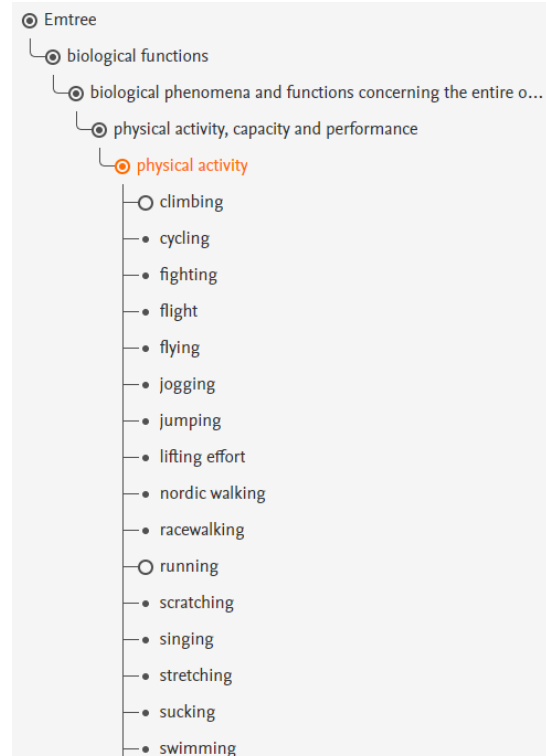 Emtree
biological functions
biological phenomena and functions concerning the entire o...
physical activity, capacity and performance
physical activity
climbing
cycling
fighting
flight
flying
jogging
jumping
lifting effort
nordic walking
racewalking
running
scratching
singing
stretching
sucking
swimming